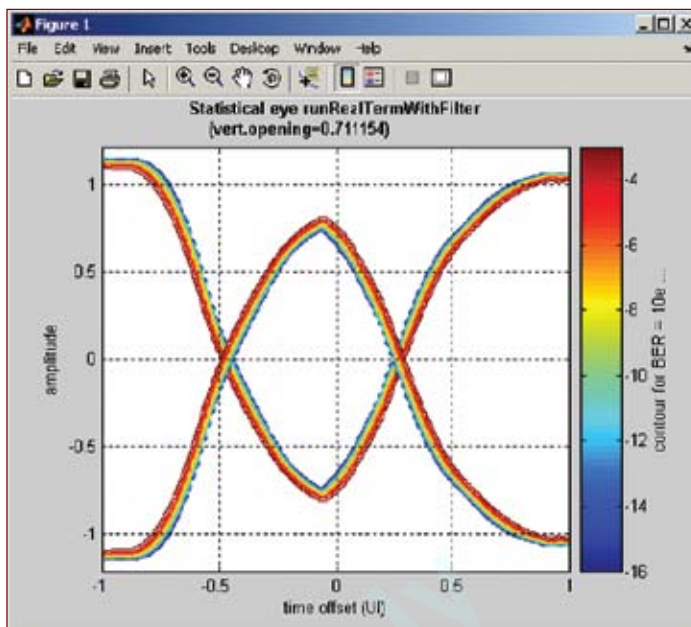 Figure 1
File Edit View Insert Tools Desktop Window Help
Statistical eye runRealTermWithFilter
(vert.opening=0.711154)
1
0.5
0
-0.5
-1
amplitude
-1 -0.5 0 0.5 1
time offset (UI)
-4
-6
-8
-10
-12
-14
-16
contour for BER = 10e ...